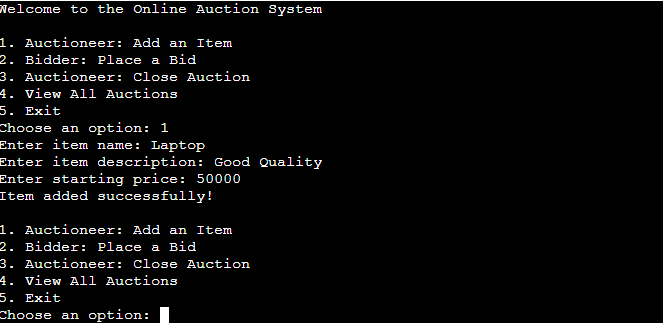 Welcome to the Online Auction System
1. Auctioneer: Add an Item
2. Bidder: Place a Bid
3. Auctioneer: Close Auction
4. View All Auctions
5. Exit
Choose an option: 1
Enter item name: Laptop
Enter item description: Good Quality
Enter starting price: 50000
Item added successfully!
1. Auctioneer: Add an Item
2. Bidder: Place a Bid
3. Auctioneer: Close Auction
4. View All Auctions
5. Exit
Choose an option: